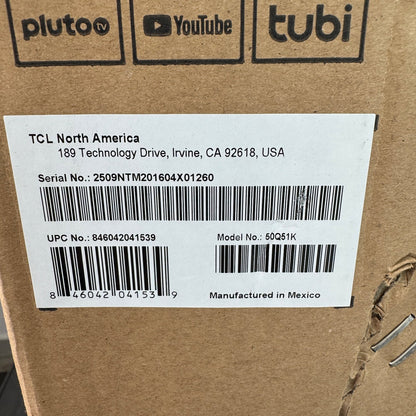 pluto tv
YouTube
tubi
TCL North America
189 Technology Drive, Irvine, CA 92618, USA
Serial No.: 2509NTM201604X01260
UPC No.: 846042041539
Model No.: 50Q51K
8 46042 04153 9
Manufactured in Mexico